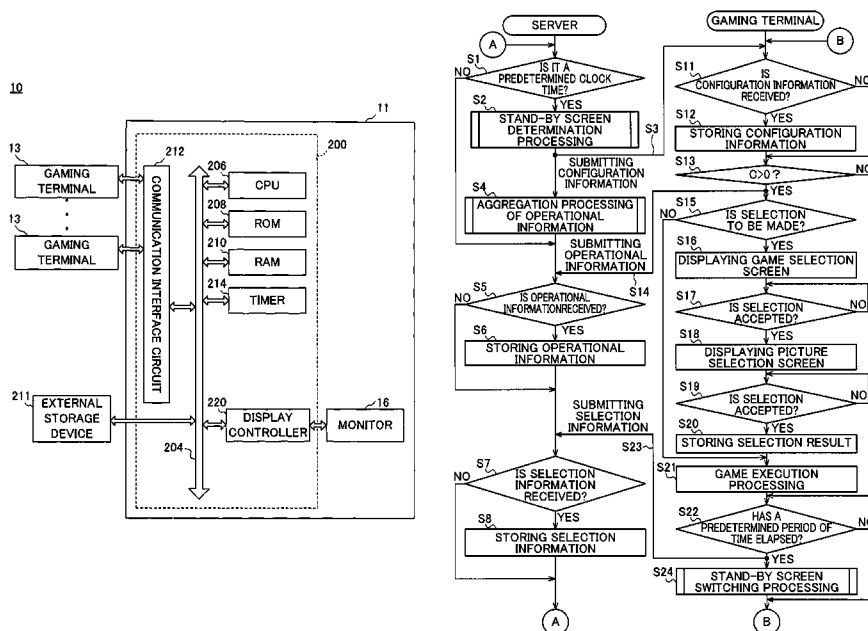 10
11
200
13
GAMING TERMINAL
13
GAMING TERMINAL
212
COMMUNICATION INTERFACE CIRCUIT
206
CPU
208
ROM
210
RAM
214
TIMER
211
EXTERNAL
STORAGE
DEVICE
220
DISPLAY
CONTROLLER
16
MONITOR
204
SERVER
A
S1
IS IT A
PREDETERMINED CLOCK
TIME?
NO
YES
S2
STAND-BY SCREEN
DETERMINATION
PROCESSING
S3
SUBMITTING
CONFIGURATION
INFORMATION
S4
AGGREGATION PROCESSING
OF OPERATIONAL
INFORMATION
SUBMITTING
OPERATIONAL
INFORMATION
S14
S5
IS OPERATIONAL
INFORMATIONRECEIVED?
NO
YES
S6
STORING OPERATIONAL
INFORMATION
SUBMITTING
SELECTION
INFORMATION
S23
S7
IS SELECTION
INFORMATION
RECEIVED?
NO
YES
S8
STORING SELECTION
INFORMATION
A
GAMING TERMINAL
B
S11
IS
CONFIGURATION INFORMATION
RECEIVED?
NO
YES
S12
STORING CONFIGURATION
INFORMATION
S13
C>0?
NO
YES
S15
IS SELECTION
TO BE MADE?
NO
YES
S16
DISPLAYING GAME SELECTION
SCREEN
S17
IS SELECTION
ACCEPTED?
NO
YES
S18
DISPLAYING PICTURE
SELECTION SCREEN
S19
IS SELECTION
ACCEPTED?
NO
YES
S20
STORING SELECTION RESULT
S21
GAME EXECUTION
PROCESSING
S22
HAS A
PREDETERMINED PERIOD OF
TIME ELAPSED?
NO
YES
S24
STAND-BY SCREEN
SWITCHING PROCESSING
B